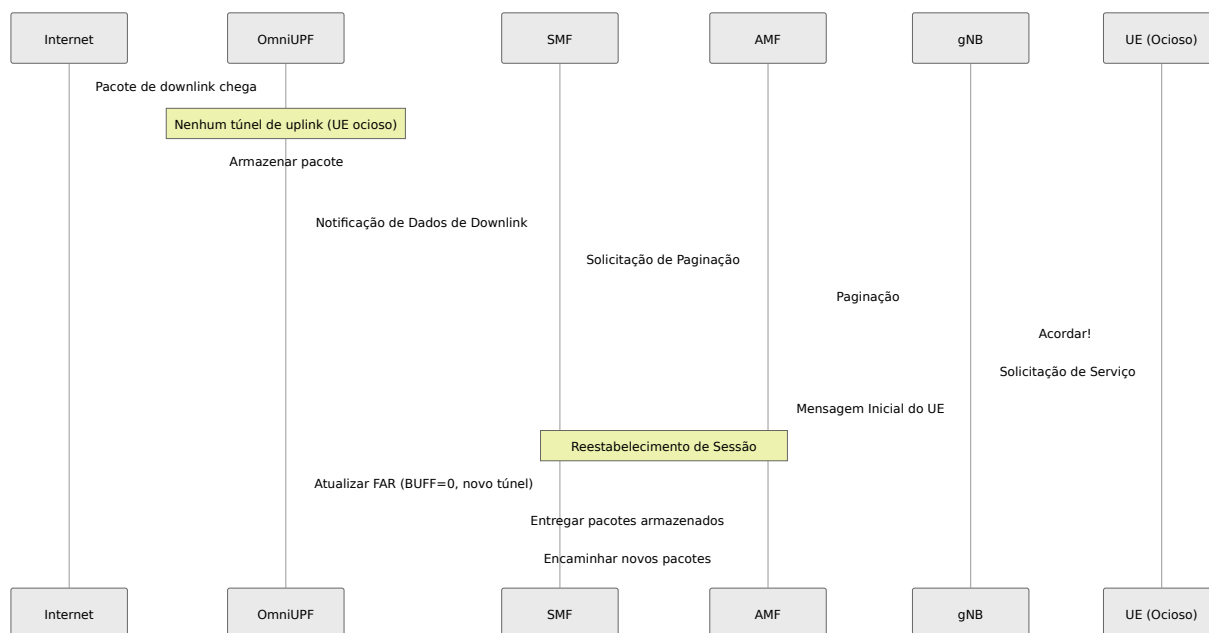 Internet
OmniUPF
SMF
AMF
gNB
UE (Ocioso)
Pacote de downlink chega
Nenhum túnel de uplink (UE ocioso)
Armazenar pacote
Notificação de Dados de Downlink
Solicitação de Paginação
Paginação
Acordar!
Solicitação de Serviço
Mensagem Inicial do UE
Reestabelecimento de Sessão
Atualizar FAR (BUFF=0, novo túnel)
Entregar pacotes armazenados
Encaminhar novos pacotes
Internet
OmniUPF
SMF
AMF
gNB
UE (Ocioso)